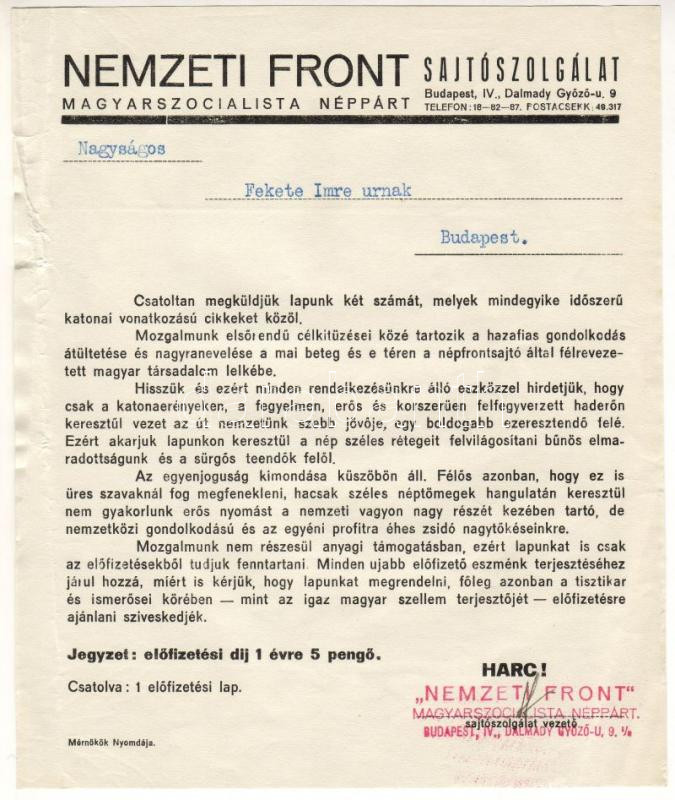 NEMZETI FRONT SAJTÓSZOLGÁLAT
MAGYARSZOCIALISTA NÉPPÁRT
Budapest, IV., Dalmady Győző-u. 9
TELEFON: 18-82-87. POSTACSEKK: 49.317
Nagyságos
Fekete Imre urnak
Budapest.
Csatoltan megküldjük lapunk két számát, melyek mindegyike időszerű
katonai vonatkozású cikkeket közöl.
Mozgalmunk elsőrendű célkitüzései közé tartozik a hazafias gondolkodás
átültetése és nagyranevelése a mai beteg és e téren a népfrontsajtó által félreveze-
tett magyar társadalom lelkébe.
Hisszük és ezért minden rendelkezésünkre álló eszközzel hirdetjük, hogy
csak a katonaerényeken, a fegyelmen, erős és korszerüen felfegyverzett haderőn
keresztül vezet az út nemzetünk szebb jövője, egy boldogabb ezeresztendő felé.
Ezért akarjuk lapunkon keresztül a nép széles rétegeit felvilágosítani bűnös elma-
radottságunk és a sürgős teendők felől.
Az egyenjoguság kimondása küszöbön áll. Félős azonban, hogy ez is
üres szavaknál fog megfenekleni, hacsak széles néptömegek hangulatán keresztül
nem gyakorlunk erős nyomást a nemzeti vagyon nagy részét kezében tartó, de
nemzetközi gondolkodású és az egyéni profitra éhes zsidó nagytőkéseinkre.
Mozgalmunk nem részesül anyagi támogatásban, ezért lapunkat is csak
az előfizetésekből tudjuk fenntartani. Minden ujabb előfizető eszménk terjesztéséhez
járul hozzá, miért is kérjük, hogy lapunkat megrendelni, főleg azonban a tisztikar
és ismerősei körében — mint az igaz magyar szellem terjesztőjét — előfizetésre
ajánlani sziveskedjék.
Jegyzet: előfizetési dij 1 évre 5 pengő.
Csatolva: 1 előfizetési lap.
HARC!
„NEMZETI FRONT"
MAGYARSZOCIALISTA NÉPPÁRT.
sajtószolgálat vezető
BUDAPEST, IV., DALMADY GYŐZŐ-U. 9. I/2
Mérnökök Nyomdája.